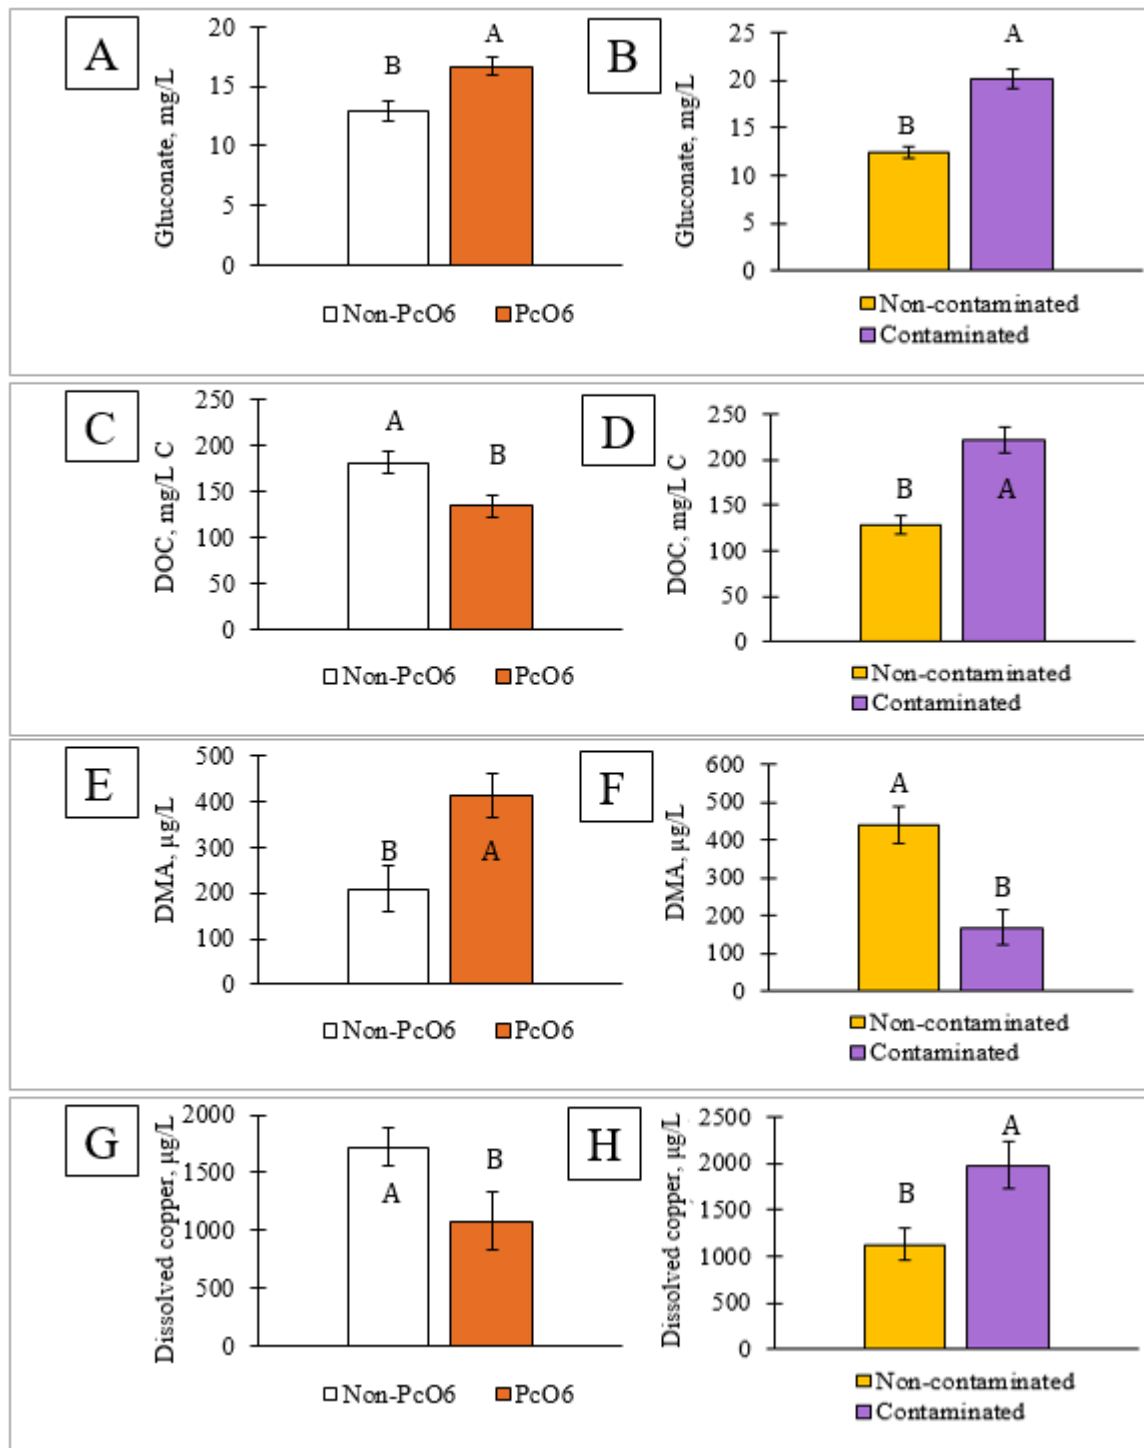 A
Gluconate, mg/L
20
15
10
5
0
B
A
Non-PcO6 PcO6
B
Gluconate, mg/L
25
20
15
10
5
0
B
A
Non-contaminated
Contaminated
C
DOC, mg/L C
250
200
150
100
50
0
A
B
Non-PcO6 PcO6
D
DOC, mg/L C
250
200
150
100
50
0
B
A
Non-contaminated
Contaminated
E
DMA, µg/L
500
400
300
200
100
0
B
A
Non-PcO6 PcO6
F
DMA, µg/L
600
500
400
300
200
100
0
A
B
Non-contaminated
Contaminated
G
Dissolved copper, µg/L
2000
1500
1000
500
0
A
B
Non-PcO6 PcO6
H
Dissolved copper, µg/L
2500
2000
1500
1000
500
0
B
A
Non-contaminated
Contaminated